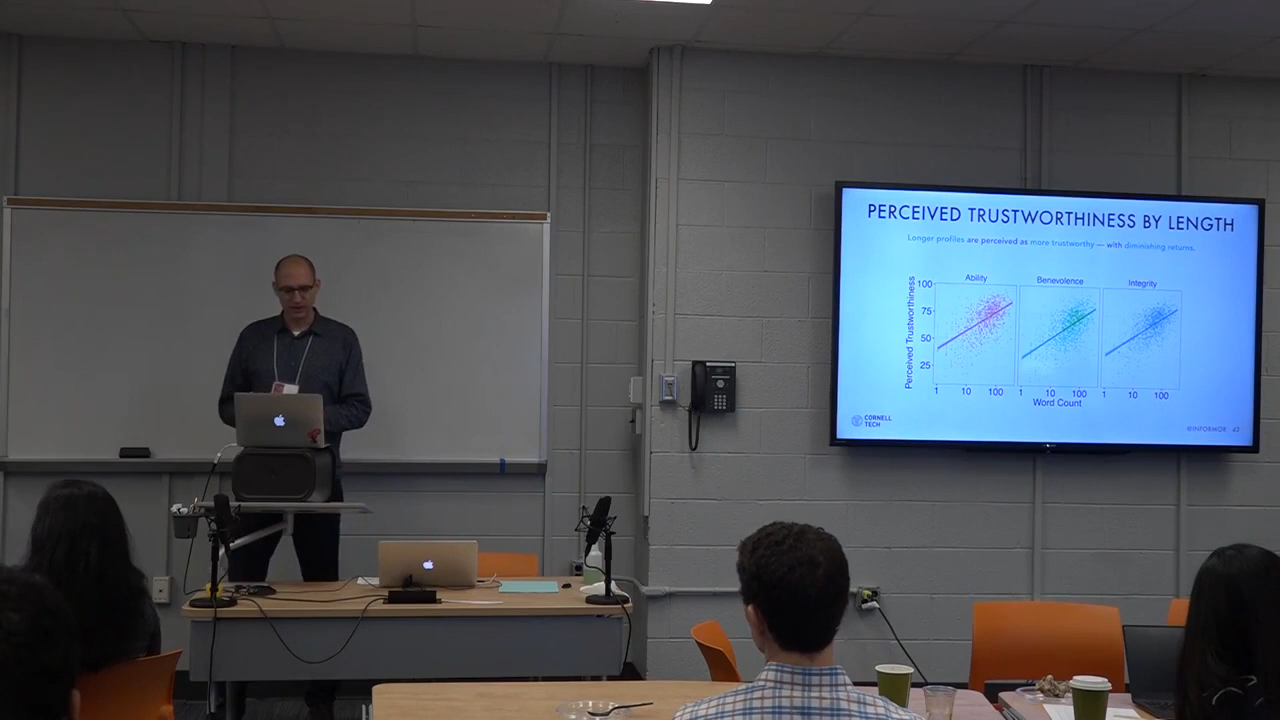 PERCEIVED TRUSTWORTHINESS BY LENGTH
Longer profiles are perceived as more trustworthy — with diminishing returns.
Ability Benevolence Integrity
Perceived Trustworthiness
100
75
50
25
1 10 100 1 10 100 1 10 100
Word Count
CORNELL
TECH
@INFORMOR 42